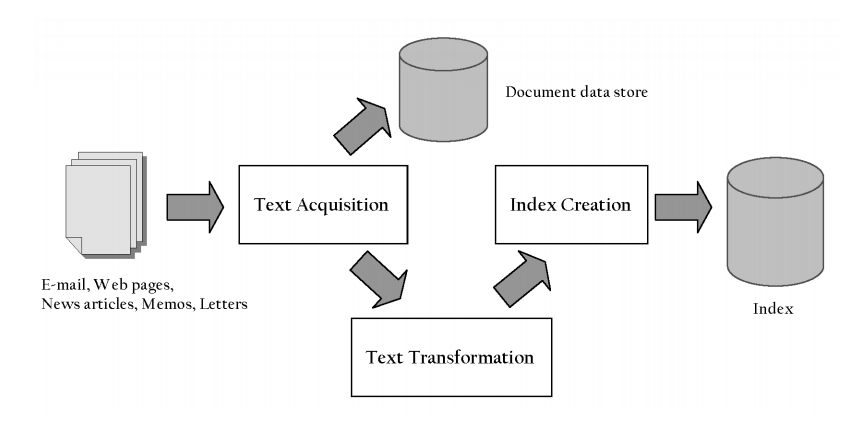 Document data store
Text Acquisition
Index Creation
E-mail, Web pages,
News articles, Memos, Letters
Index
Text Transformation